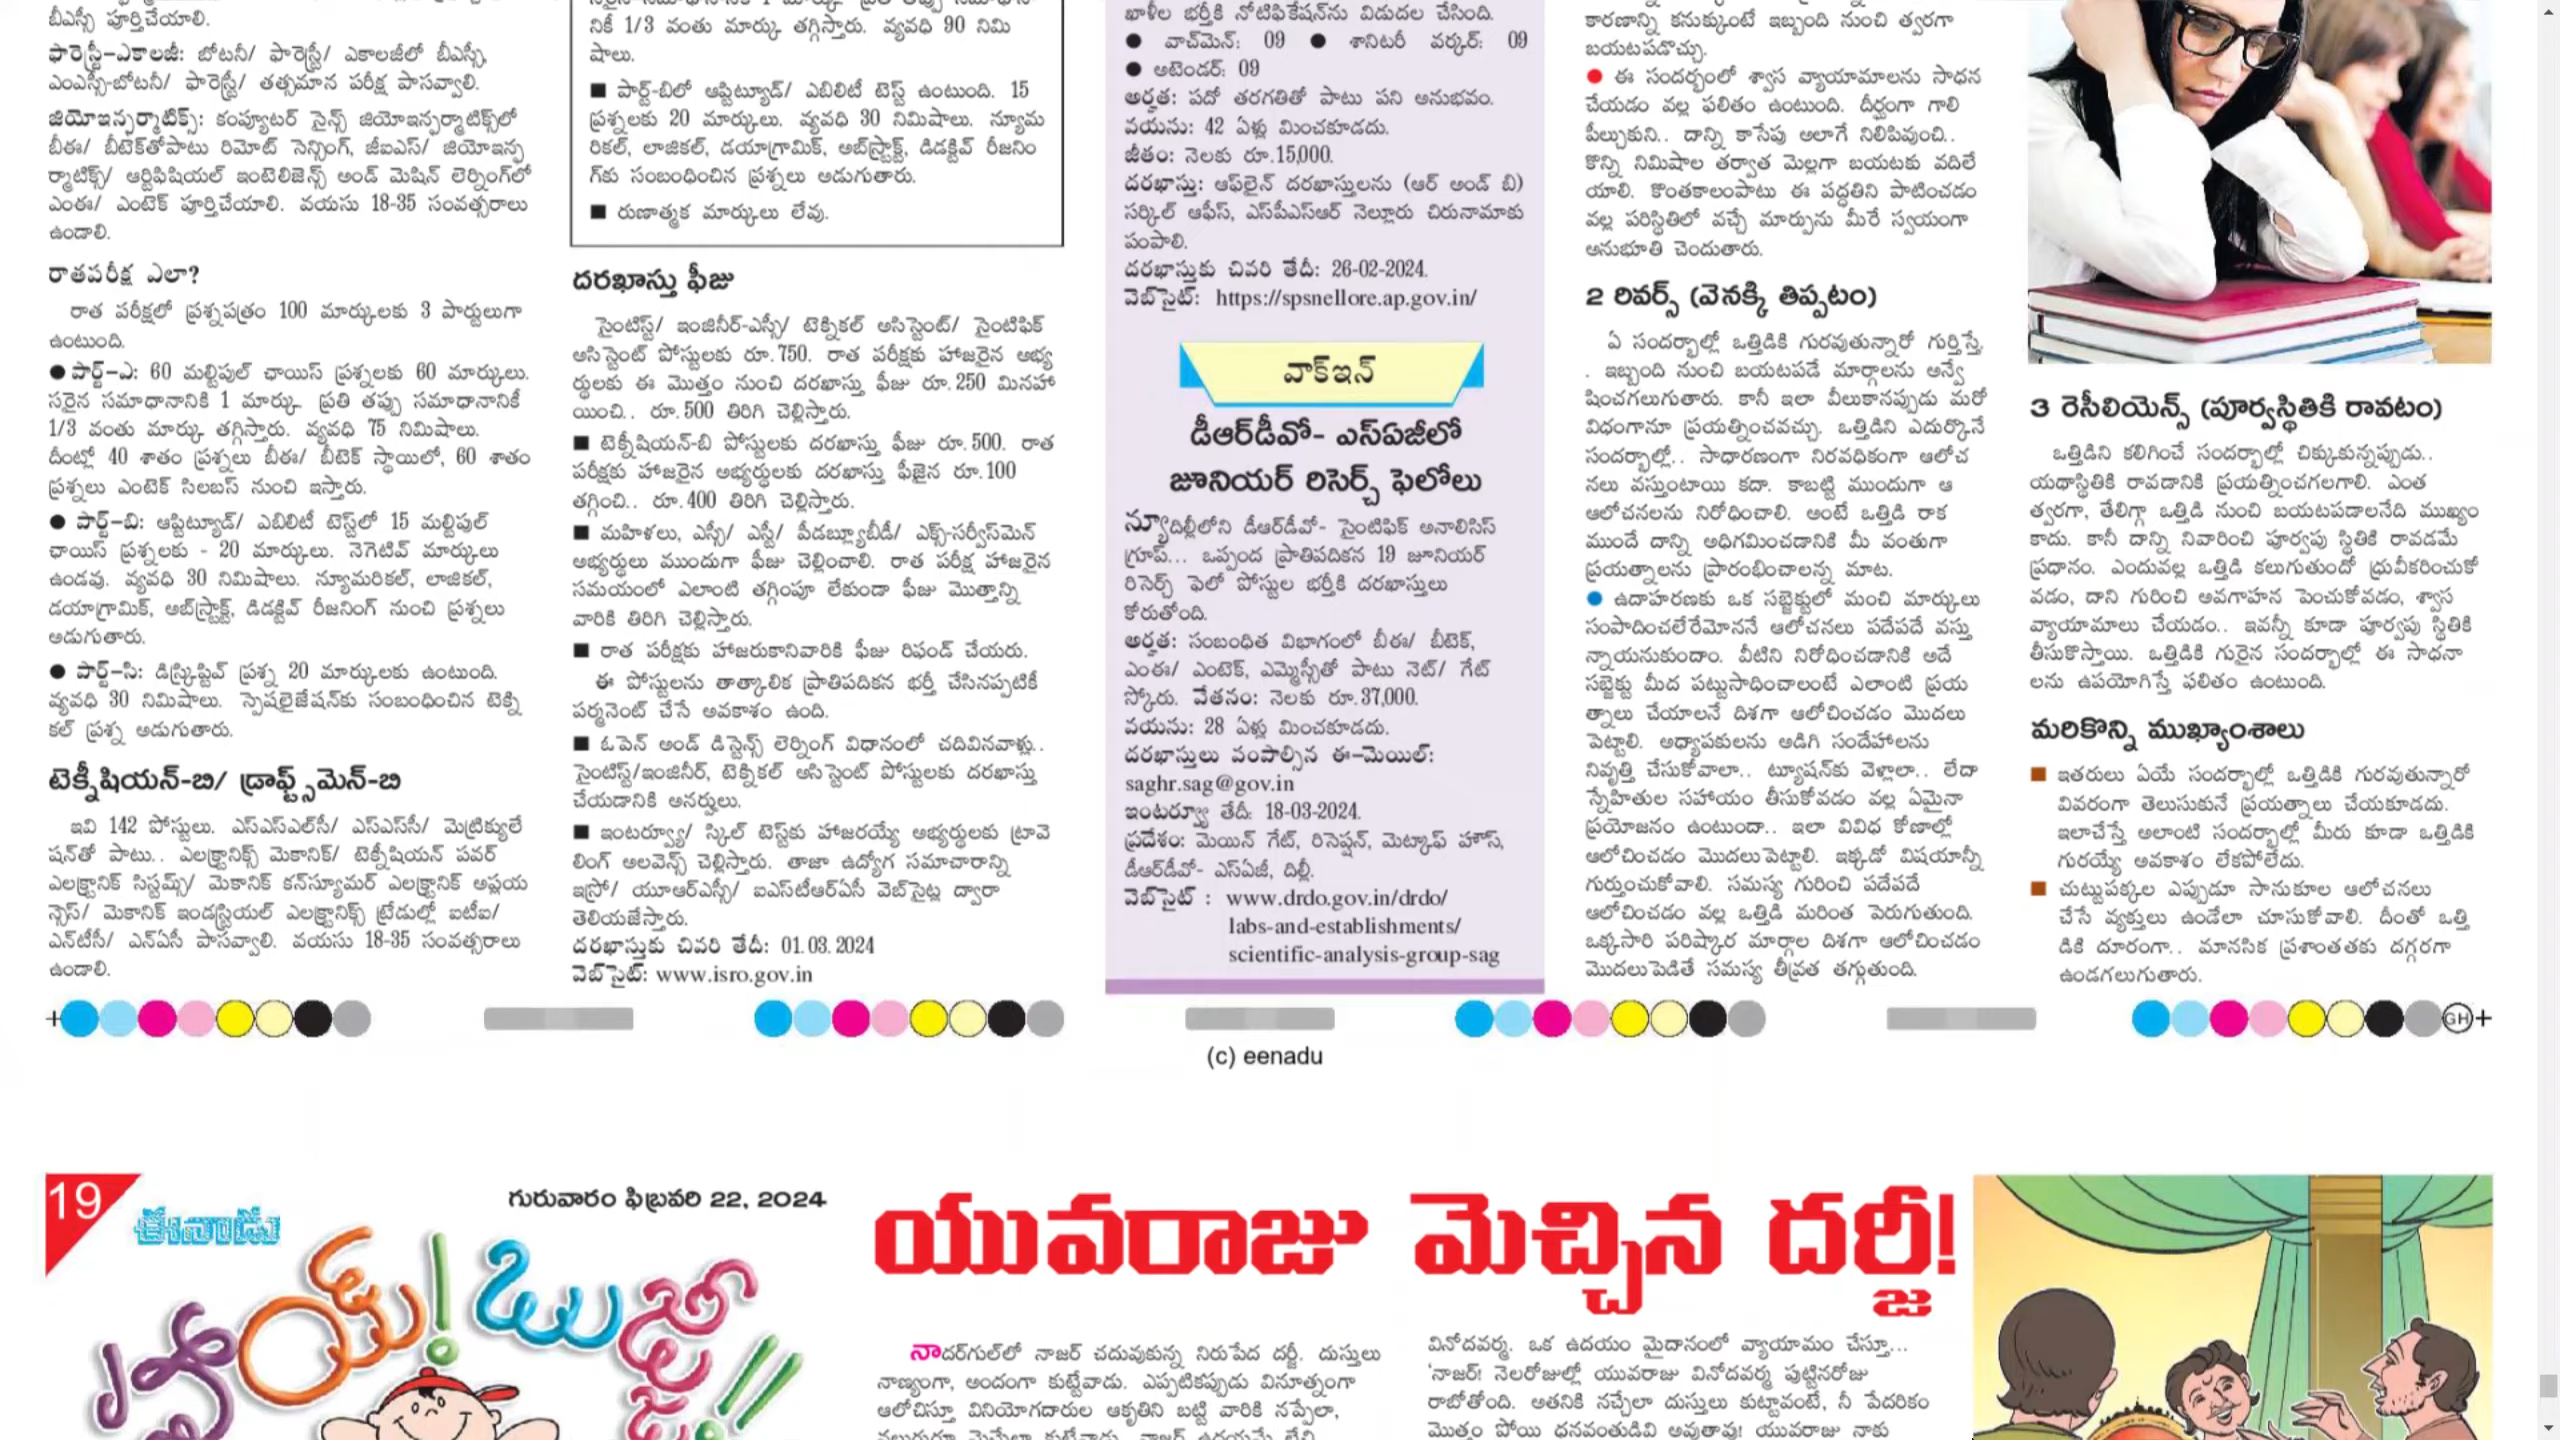 బీఎస్సీ పూర్తిచేయాలి.
ఫారెస్ట్రీ-ఎకాలజీ: బోటనీ/ ఫారెస్ట్రీ/ ఎకాలజీలో బీఎస్సీ,
ఎంఎస్సీ-బోటనీ/ ఫారెస్ట్రీ/ తత్సమాన పరీక్ష పాసవ్వాలి.
జియోఇన్ఫర్మాటిక్స్: కంప్యూటర్ సైన్స్ జియోఇన్ఫర్మాటిక్స్‌లో
బీఈ/ బీటెక్‌తోపాటు రిమోట్ సెన్సింగ్, జీఐఎస్/ జియోఇన్ఫ
ర్మాటిక్స్/ ఆర్టిఫిషియల్ ఇంటెలిజెన్స్ అండ్ మెషిన్ లెర్నింగ్‌లో
ఎంఈ/ ఎంటెక్ పూర్తిచేయాలి. వయసు 18-35 సంవత్సరాలు
ఉండాలి.
రాతపరీక్ష ఎలా?
రాత పరీక్షలో ప్రశ్నపత్రం 100 మార్కులకు 3 పార్టులుగా
ఉంటుంది.
● పార్ట్-ఎ: 60 మల్టిపుల్ ఛాయిస్ ప్రశ్నలకు 60 మార్కులు.
సరైన సమాధానానికి 1 మార్కు. ప్రతి తప్పు సమాధానానికీ
1/3 వంతు మార్కు తగ్గిస్తారు. వ్యవధి 75 నిమిషాలు.
దీంట్లో 40 శాతం ప్రశ్నలు బీఈ/ బీటెక్ స్థాయిలో, 60 శాతం
ప్రశ్నలు ఎంటెక్ సిలబస్ నుంచి ఇస్తారు.
● పార్ట్-బి: ఆప్టిట్యూడ్/ ఎబిలిటీ టెస్ట్‌లో 15 మల్టిపుల్
ఛాయిస్ ప్రశ్నలకు - 20 మార్కులు. నెగెటివ్ మార్కులు
ఉండవు. వ్యవధి 30 నిమిషాలు. న్యూమరికల్, లాజికల్,
డయాగ్రామిక్, అబ్‌స్ట్రాక్ట్, డిడక్టివ్ రీజనింగ్ నుంచి ప్రశ్నలు
అడుగుతారు.
● పార్ట్-సి: డిస్క్రిప్టివ్ ప్రశ్న 20 మార్కులకు ఉంటుంది.
వ్యవధి 30 నిమిషాలు. స్పెషలైజేషన్‌కు సంబంధించిన టెక్ని
కల్ ప్రశ్న అడుగుతారు.
టెక్నీషియన్-బి/ డ్రాఫ్ట్స్‌మెన్-బి
ఇవి 142 పోస్టులు. ఎస్ఎస్ఎల్‌సీ/ ఎస్ఎస్‌సీ/ మెట్రిక్యులే
షన్‌తో పాటు.. ఎలక్ట్రానిక్స్ మెకానిక్/ టెక్నీషియన్ పవర్
ఎలక్ట్రానిక్ సిస్టమ్స్/ మెకానిక్ కన్‌స్యూమర్ ఎలక్ట్రానిక్ అప్లయ
న్సెస్/ మెకానిక్ ఇండస్ట్రియల్ ఎలక్ట్రానిక్స్ ట్రేడుల్లో ఐటీఐ/
ఎన్‌టీసీ/ ఎన్ఏసీ పాసవ్వాలి. వయసు 18-35 సంవత్సరాలు
ఉండాలి.
నికీ 1/3 వంతు మార్కు తగ్గిస్తారు. వ్యవధి 90 నిమి
షాలు.
■ పార్ట్-బిలో ఆప్టిట్యూడ్/ ఎబిలిటీ టెస్ట్ ఉంటుంది. 15
ప్రశ్నలకు 20 మార్కులు. వ్యవధి 30 నిమిషాలు. న్యూమ
రికల్, లాజికల్, డయాగ్రామిక్, అబ్‌స్ట్రాక్ట్, డిడక్టివ్ రీజనిం
గ్‌కు సంబంధించిన ప్రశ్నలు అడుగుతారు.
■ రుణాత్మక మార్కులు లేవు.
దరఖాస్తు ఫీజు
సైంటిస్ట్/ ఇంజినీర్-ఎస్సీ/ టెక్నికల్ అసిస్టెంట్/ సైంటిఫిక్
అసిస్టెంట్ పోస్టులకు రూ.750. రాత పరీక్షకు హాజరైన అభ్య
ర్థులకు ఈ మొత్తం నుంచి దరఖాస్తు ఫీజు రూ.250 మినహా
యించి.. రూ.500 తిరిగి చెల్లిస్తారు.
■ టెక్నీషియన్-బి పోస్టులకు దరఖాస్తు ఫీజు రూ.500. రాత
పరీక్షకు హాజరైన అభ్యర్థులకు దరఖాస్తు ఫీజైన రూ.100
తగ్గించి.. రూ.400 తిరిగి చెల్లిస్తారు.
■ మహిళలు, ఎస్సీ/ ఎస్టీ/ పీడబ్ల్యూబీడీ/ ఎక్స్-సర్వీస్‌మెన్
అభ్యర్థులు ముందుగా ఫీజు చెల్లించాలి. రాత పరీక్ష హాజరైన
సమయంలో ఎలాంటి తగ్గింపూ లేకుండా ఫీజు మొత్తాన్ని
వారికి తిరిగి చెల్లిస్తారు.
■ రాత పరీక్షకు హాజరుకానివారికి ఫీజు రిఫండ్ చేయరు.
ఈ పోస్టులను తాత్కాలిక ప్రాతిపదికన భర్తీ చేసినప్పటికీ
పర్మనెంట్ చేసే అవకాశం ఉంది.
■ ఓపెన్ అండ్ డిస్టెన్స్ లెర్నింగ్ విధానంలో చదివినవాళ్లు..
సైంటిస్ట్/ఇంజినీర్, టెక్నికల్ అసిస్టెంట్ పోస్టులకు దరఖాస్తు
చేయడానికి అనర్హులు.
■ ఇంటర్వ్యూ/ స్కిల్ టెస్ట్‌కు హాజరయ్యే అభ్యర్థులకు ట్రావె
లింగ్ అలవెన్స్ చెల్లిస్తారు. తాజా ఉద్యోగ సమాచారాన్ని
ఇస్రో/ యూఆర్ఎస్సీ/ ఐఎస్‌టీఆర్ఏసీ వెబ్‌సైట్ల ద్వారా
తెలియజేస్తారు.
దరఖాస్తుకు చివరి తేదీ: 01.03.2024
వెబ్‌సైట్: www.isro.gov.in
ఖాళీల భర్తీకి నోటిఫికేషన్‌ను విడుదల చేసింది.
● వాచ్‌మెన్: 09 ● శానిటరీ వర్కర్: 09
● అటెండర్: 09
అర్హత: పదో తరగతితో పాటు పని అనుభవం.
వయసు: 42 ఏళ్లు మించకూడదు.
జీతం: నెలకు రూ.15,000.
దరఖాస్తు: ఆఫ్‌లైన్ దరఖాస్తులను (ఆర్ అండ్ బి)
సర్కిల్ ఆఫీస్, ఎస్‌పీఎస్ఆర్ నెల్లూరు చిరునామాకు
పంపాలి.
దరఖాస్తుకు చివరి తేదీ: 26-02-2024.
వెబ్‌సైట్: https://spsnellore.ap.gov.in/
వాక్ఇన్
డీఆర్‌డీవో- ఎస్ఏజీలో
జూనియర్ రిసెర్చ్ ఫెలోలు
న్యూదిల్లీలోని డీఆర్‌డీవో- సైంటిఫిక్ అనాలిసిస్
గ్రూప్... ఒప్పంద ప్రాతిపదికన 19 జూనియర్
రిసెర్చ్ ఫెలో పోస్టుల భర్తీకి దరఖాస్తులు
కోరుతోంది.
అర్హత: సంబంధిత విభాగంలో బీఈ/ బీటెక్,
ఎంఈ/ ఎంటెక్, ఎమ్మెస్సీతో పాటు నెట్/ గేట్
స్కోరు. వేతనం: నెలకు రూ.37,000.
వయసు: 28 ఏళ్లు మించకూడదు.
దరఖాస్తులు పంపాల్సిన ఈ-మెయిల్:
saghr.sag@gov.in
ఇంటర్వ్యూ తేదీ: 18-03-2024.
ప్రదేశం: మెయిన్ గేట్, రిసెప్షన్, మెట్కాఫ్ హౌస్,
డీఆర్‌డీవో- ఎస్ఏజీ, దిల్లీ.
వెబ్‌సైట్ : www.drdo.gov.in/drdo/
labs-and-establishments/
scientific-analysis-group-sag
కారణాన్ని కనుక్కుంటే ఇబ్బంది నుంచి త్వరగా
బయటపడొచ్చు.
● ఈ సందర్భంలో శ్వాస వ్యాయామాలను సాధన
చేయడం వల్ల ఫలితం ఉంటుంది. దీర్ఘంగా గాలి
పీల్చుకుని.. దాన్ని కాసేపు అలాగే నిలిపివుంచి..
కొన్ని నిమిషాల తర్వాత మెల్లగా బయటకు వదిలే
యాలి. కొంతకాలంపాటు ఈ పద్ధతిని పాటించడం
వల్ల పరిస్థితిలో వచ్చే మార్పును మీరే స్వయంగా
అనుభూతి చెందుతారు.
2 రివర్స్ (వెనక్కి తిప్పటం)
ఏ సందర్భాల్లో ఒత్తిడికి గురవుతున్నారో గుర్తిస్తే.
. ఇబ్బంది నుంచి బయటపడే మార్గాలను అన్వే
షించగలుగుతారు. కానీ ఇలా వీలుకానప్పుడు మరో
విధంగానూ ప్రయత్నించవచ్చు. ఒత్తిడిని ఎదుర్కొనే
సందర్భాల్లో.. సాధారణంగా నిరవధికంగా ఆలోచ
నలు వస్తుంటాయి కదా. కాబట్టి ముందుగా ఆ
ఆలోచనలను నిరోధించాలి. అంటే ఒత్తిడి రాక
ముందే దాన్ని అధిగమించడానికి మీ వంతుగా
ప్రయత్నాలను ప్రారంభించాలన్న మాట.
● ఉదాహరణకు ఒక సబ్జెక్టులో మంచి మార్కులు
సంపాదించలేరేమోననే ఆలోచనలు పదేపదే వస్తు
న్నాయనుకుందాం. వీటిని నిరోధించడానికి అదే
సబ్జెక్టు మీద పట్టుసాధించాలంటే ఎలాంటి ప్రయ
త్నాలు చేయాలనే దిశగా ఆలోచించడం మొదలు
పెట్టాలి. అధ్యాపకులను అడిగి సందేహాలను
నివృత్తి చేసుకోవాలా.. ట్యూషన్‌కు వెళ్లాలా.. లేదా
స్నేహితుల సహాయం తీసుకోవడం వల్ల ఏమైనా
ప్రయోజనం ఉంటుందా.. ఇలా వివిధ కోణాల్లో
ఆలోచించడం మొదలుపెట్టాలి. ఇక్కడో విషయాన్నీ
గుర్తుంచుకోవాలి. సమస్య గురించి పదేపదే
ఆలోచించడం వల్ల ఒత్తిడి మరింత పెరుగుతుంది.
ఒక్కసారి పరిష్కార మార్గాల దిశగా ఆలోచించడం
మొదలుపెడితే సమస్య తీవ్రత తగ్గుతుంది.
3 రెసీలియెన్స్ (పూర్వస్థితికి రావటం)
ఒత్తిడిని కలిగించే సందర్భాల్లో చిక్కుకున్నప్పుడు..
యథాస్థితికి రావడానికి ప్రయత్నించగలగాలి. ఎంత
త్వరగా, తేలిగ్గా ఒత్తిడి నుంచి బయటపడాలనేది ముఖ్యం
కాదు. కానీ దాన్ని నివారించి పూర్వపు స్థితికి రావడమే
ప్రధానం. ఎందువల్ల ఒత్తిడి కలుగుతుందో ధ్రువీకరించుకో
వడం, దాని గురించి అవగాహన పెంచుకోవడం, శ్వాస
వ్యాయామాలు చేయడం.. ఇవన్నీ కూడా పూర్వపు స్థితికి
తీసుకొస్తాయి. ఒత్తిడికి గురైన సందర్భాల్లో ఈ సాధనా
లను ఉపయోగిస్తే ఫలితం ఉంటుంది.
మరికొన్ని ముఖ్యాంశాలు
■ ఇతరులు ఏయే సందర్భాల్లో ఒత్తిడికి గురవుతున్నారో
వివరంగా తెలుసుకునే ప్రయత్నాలు చేయకూడదు.
ఇలాచేస్తే అలాంటి సందర్భాల్లో మీరు కూడా ఒత్తిడికి
గురయ్యే అవకాశం లేకపోలేదు.
■ చుట్టుపక్కల ఎప్పుడూ సానుకూల ఆలోచనలు
చేసే వ్యక్తులు ఉండేలా చూసుకోవాలి. దీంతో ఒత్తి
డికి దూరంగా.. మానసిక ప్రశాంతతకు దగ్గరగా
ఉండగలుగుతారు.
GH
(c) eenadu
19
ఈనాడు
గురువారం ఫిబ్రవరి 22, 2024
హాయ్! బుజ్జీ
యువరాజు మెచ్చిన దర్జీ!
నాదర్‌గుల్‌లో నాజర్ చదువుకున్న నిరుపేద దర్జీ. దుస్తులు
నాణ్యంగా, అందంగా కుట్టేవాడు. ఎప్పటికప్పుడు వినూత్నంగా
ఆలోచిస్తూ వినియోగదారుల ఆకృతిని బట్టి వారికి నప్పేలా,
వినోదవర్మ. ఒక ఉదయం మైదానంలో వ్యాయామం చేస్తూ...
'నాజర్! నెలరోజుల్లో యువరాజు వినోదవర్మ పుట్టినరోజు
రాబోతోంది. అతనికి నచ్చేలా దుస్తులు కుట్టావంటే, నీ పేదరికం
మొత్తం పోయి ధనవంతుడివి అవుతావు! యువరాజు నాకు